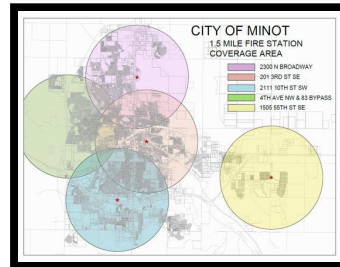 CITY OF MINOT
1.5 MILE FIRE STATION
COVERAGE AREA
2300 N BROADWAY
201 3RD ST SE
2111 10TH ST SW
4TH AVE NW & 83 BYPASS
1505 55TH ST SE